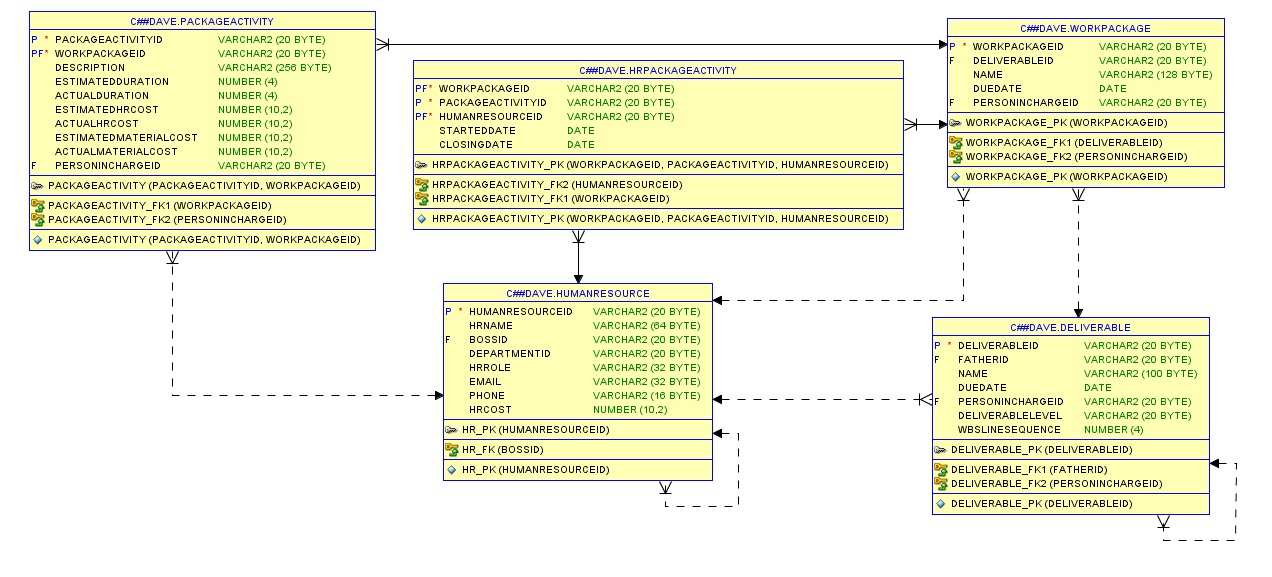 C##DAVE.PACKAGEACTIVITY
P * PACKAGEACTIVITYID VARCHAR2 (20 BYTE)
PF* WORKPACKAGEID VARCHAR2 (20 BYTE)
DESCRIPTION VARCHAR2 (256 BYTE)
ESTIMATEDDURATION NUMBER (4)
ACTUALDURATION NUMBER (4)
ESTIMATEDHRCOST NUMBER (10,2)
ACTUALHRCOST NUMBER (10,2)
ESTIMATEDMATERIALCOST NUMBER (10,2)
ACTUALMATERIALCOST NUMBER (10,2)
F PERSONINCHARGEID VARCHAR2 (20 BYTE)
PACKAGEACTIVITY (PACKAGEACTIVITYID, WORKPACKAGEID)
PACKAGEACTIVITY_FK1 (WORKPACKAGEID)
PACKAGEACTIVITY_FK2 (PERSONINCHARGEID)
PACKAGEACTIVITY (PACKAGEACTIVITYID, WORKPACKAGEID)
C##DAVE.HRPACKAGEACTIVITY
PF* WORKPACKAGEID VARCHAR2 (20 BYTE)
P * PACKAGEACTIVITYID VARCHAR2 (20 BYTE)
PF* HUMANRESOURCEID VARCHAR2 (20 BYTE)
STARTEDDATE DATE
CLOSINGDATE DATE
HRPACKAGEACTIVITY_PK (WORKPACKAGEID, PACKAGEACTIVITYID, HUMANRESOURCEID)
HRPACKAGEACTIVITY_FK2 (HUMANRESOURCEID)
HRPACKAGEACTIVITY_FK1 (WORKPACKAGEID)
HRPACKAGEACTIVITY_PK (WORKPACKAGEID, PACKAGEACTIVITYID, HUMANRESOURCEID)
C##DAVE.WORKPACKAGE
P * WORKPACKAGEID VARCHAR2 (20 BYTE)
F DELIVERABLEID VARCHAR2 (20 BYTE)
NAME VARCHAR2 (128 BYTE)
DUEDATE DATE
F PERSONINCHARGEID VARCHAR2 (20 BYTE)
WORKPACKAGE_PK (WORKPACKAGEID)
WORKPACKAGE_FK1 (DELIVERABLEID)
WORKPACKAGE_FK2 (PERSONINCHARGEID)
WORKPACKAGE_PK (WORKPACKAGEID)
C##DAVE.HUMANRESOURCE
P * HUMANRESOURCEID VARCHAR2 (20 BYTE)
HRNAME VARCHAR2 (64 BYTE)
F BOSSID VARCHAR2 (20 BYTE)
DEPARTMENTID VARCHAR2 (20 BYTE)
HRROLE VARCHAR2 (32 BYTE)
EMAIL VARCHAR2 (32 BYTE)
PHONE VARCHAR2 (16 BYTE)
HRCOST NUMBER (10,2)
HR_PK (HUMANRESOURCEID)
HR_FK (BOSSID)
HR_PK (HUMANRESOURCEID)
C##DAVE.DELIVERABLE
P * DELIVERABLEID VARCHAR2 (20 BYTE)
F FATHERID VARCHAR2 (20 BYTE)
NAME VARCHAR2 (100 BYTE)
DUEDATE DATE
F PERSONINCHARGEID VARCHAR2 (20 BYTE)
DELIVERABLELEVEL VARCHAR2 (20 BYTE)
WBSLINESEQUENCE NUMBER (4)
DELIVERABLE_PK (DELIVERABLEID)
DELIVERABLE_FK1 (FATHERID)
DELIVERABLE_FK2 (PERSONINCHARGEID)
DELIVERABLE_PK (DELIVERABLEID)